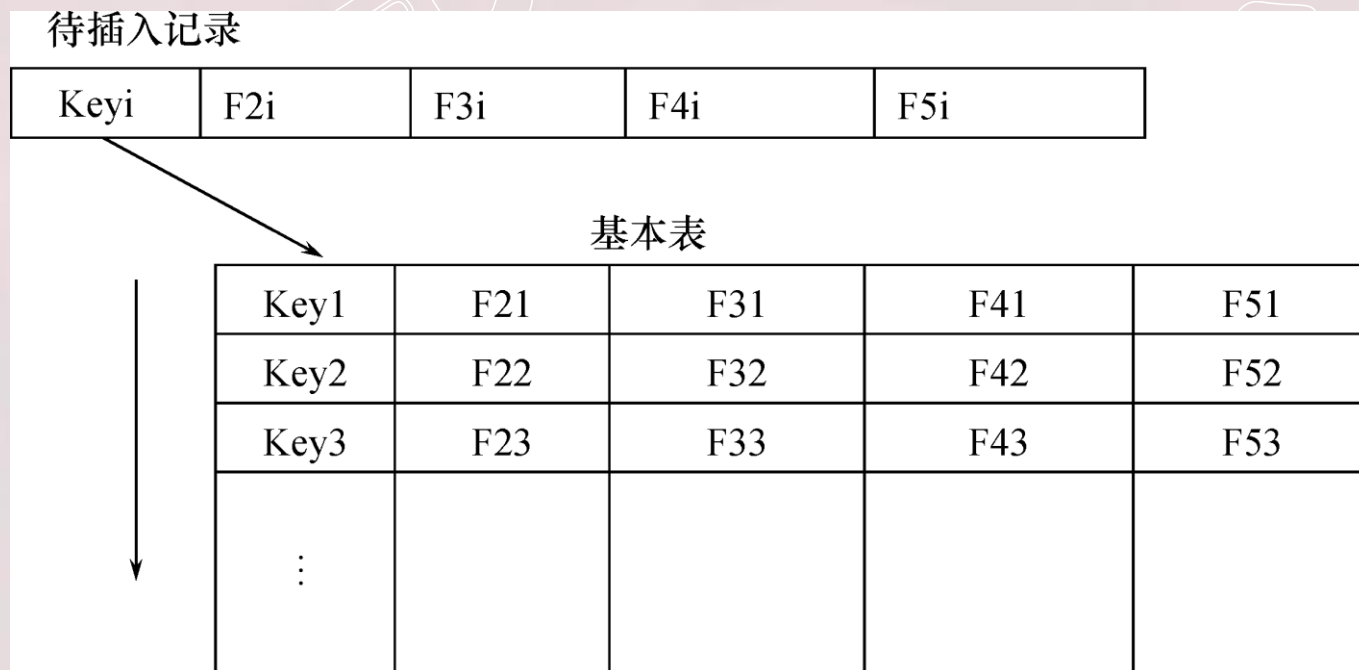 待插入记录
Keyi F2i F3i F4i F5i
基本表
Key1 F21 F31 F41 F51
Key2 F22 F32 F42 F52
Key3 F23 F33 F43 F53
⋮